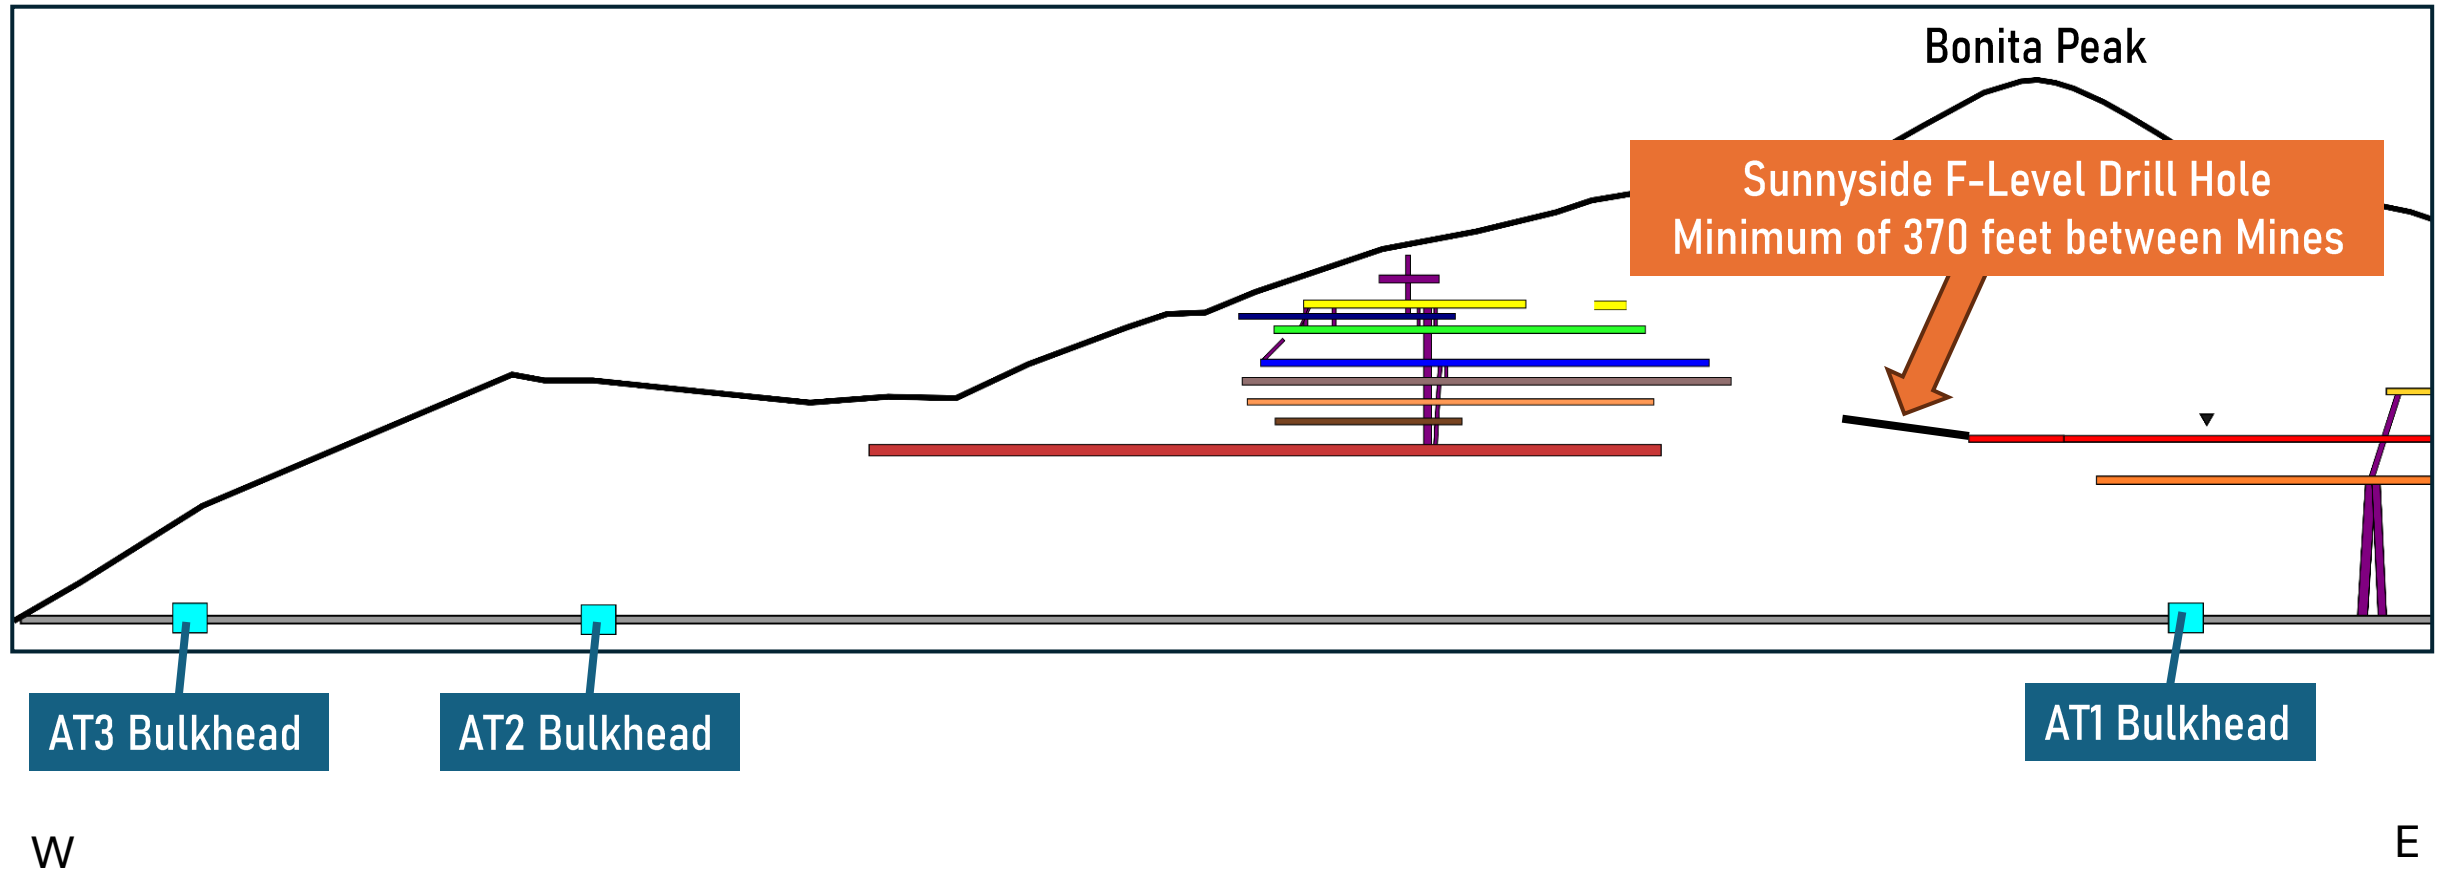 Bonita Peak
Sunnyside F-Level Drill Hole
Minimum of 370 feet between Mines
AT3 Bulkhead
AT2 Bulkhead
AT1 Bulkhead
W
E